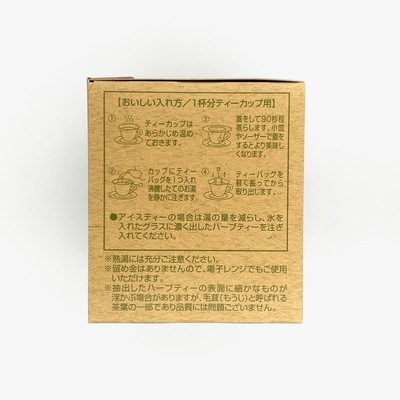 【おいしい入れ方／1杯分ティーカップ用】
①
ティーカップは
あらかじめ温め
ておきます。
②
カップにティー
バッグを1つ入れ
沸騰したてのお湯
を静かに注ぎます。
③
蓋をして90秒程
蒸らします。小皿
やソーサーで蓋を
するとより美味し
くなります。
④
ティーバッグを
軽く振ってから
取り出します。
●アイスティーの場合は湯の量を減らし、氷を
入れたグラスに濃く出したハーブティーを注ぎ
入れてください。
※熱湯には充分ご注意ください。
※留め金はありませんので、電子レンジでもご使用
いただけます。
※抽出したハーブティーの表面に細かなものが
浮かぶ場合がありますが、毛茸(もうじ)と呼ばれる
茶葉の一部であり品質には問題ございません。